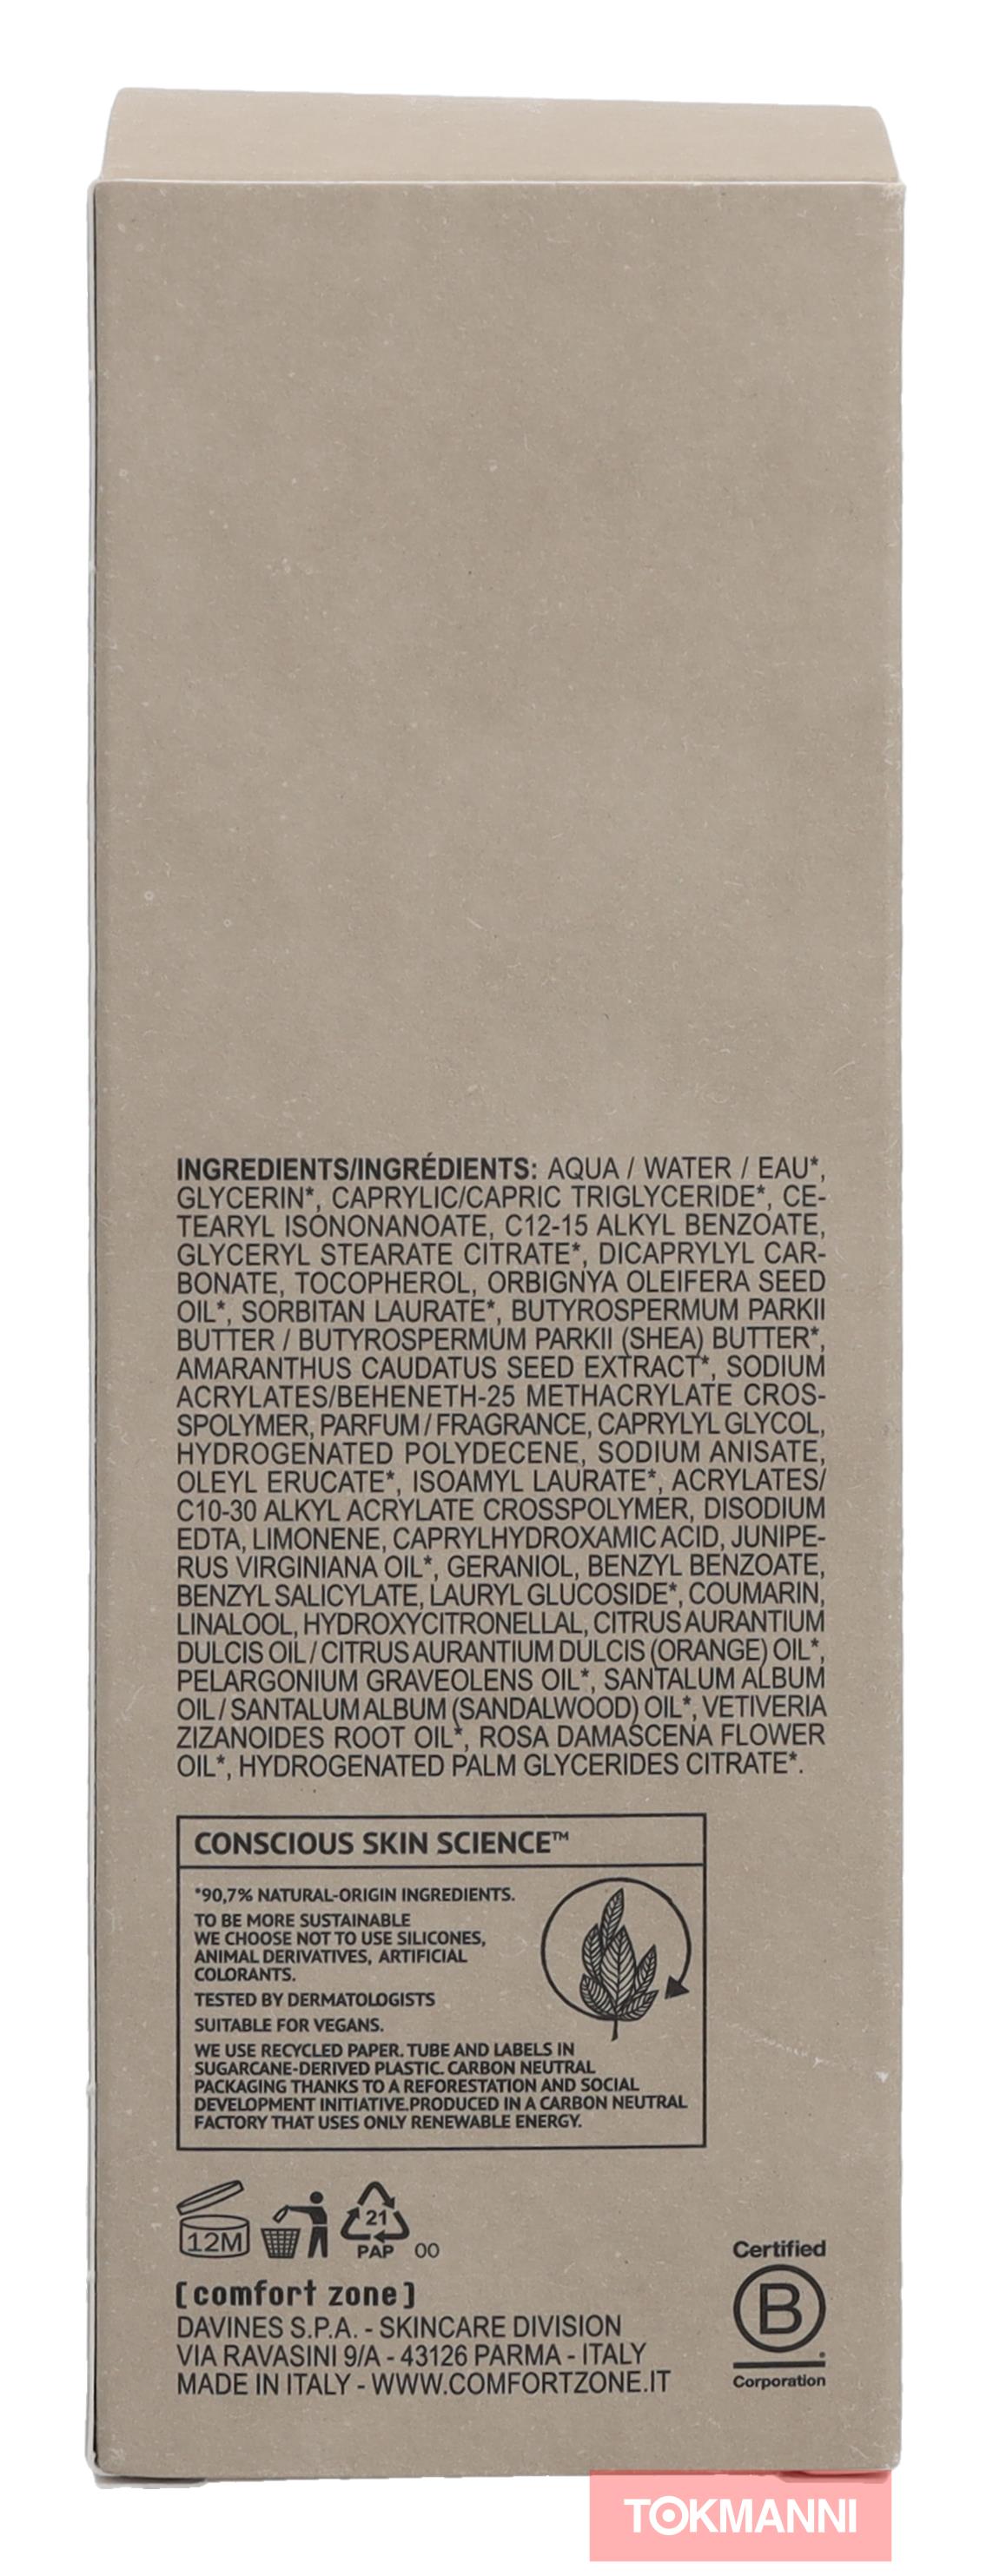 INGREDIENTS/INGRÉDIENTS: AQUA / WATER / EAU*,
GLYCERIN*, CAPRYLIC/CAPRIC TRIGLYCERIDE*, CE-
TEARYL ISONONANOATE, C12-15 ALKYL BENZOATE,
GLYCERYL STEARATE CITRATE*, DICAPRYLYL CAR-
BONATE, TOCOPHEROL, ORBIGNYA OLEIFERA SEED
OIL*, SORBITAN LAURATE*, BUTYROSPERMUM PARKII
BUTTER / BUTYROSPERMUM PARKII (SHEA) BUTTER*,
AMARANTHUS CAUDATUS SEED EXTRACT*, SODIUM
ACRYLATES/BEHENETH-25 METHACRYLATE CROS-
SPOLYMER, PARFUM / FRAGRANCE, CAPRYLYL GLYCOL,
HYDROGENATED POLYDECENE, SODIUM ANISATE,
OLEYL ERUCATE*, ISOAMYL LAURATE*, ACRYLATES/
C10-30 ALKYL ACRYLATE CROSSPOLYMER, DISODIUM
EDTA, LIMONENE, CAPRYLHYDROXAMIC ACID, JUNIPE-
RUS VIRGINIANA OIL*, GERANIOL, BENZYL BENZOATE,
BENZYL SALICYLATE, LAURYL GLUCOSIDE*, COUMARIN,
LINALOOL, HYDROXYCITRONELLAL, CITRUS AURANTIUM
DULCIS OIL / CITRUS AURANTIUM DULCIS (ORANGE) OIL*,
PELARGONIUM GRAVEOLENS OIL*, SANTALUM ALBUM
OIL / SANTALUM ALBUM (SANDALWOOD) OIL*, VETIVERIA
ZIZANOIDES ROOT OIL*, ROSA DAMASCENA FLOWER
OIL*, HYDROGENATED PALM GLYCERIDES CITRATE*.
CONSCIOUS SKIN SCIENCE™
*90,7% NATURAL-ORIGIN INGREDIENTS.
TO BE MORE SUSTAINABLE
WE CHOOSE NOT TO USE SILICONES,
ANIMAL DERIVATIVES, ARTIFICIAL
COLORANTS.
TESTED BY DERMATOLOGISTS
SUITABLE FOR VEGANS.
WE USE RECYCLED PAPER. TUBE AND LABELS IN
SUGARCANE-DERIVED PLASTIC. CARBON NEUTRAL
PACKAGING THANKS TO A REFORESTATION AND SOCIAL
DEVELOPMENT INITIATIVE.PRODUCED IN A CARBON NEUTRAL
FACTORY THAT USES ONLY RENEWABLE ENERGY.
12M
21
PAP 00
[comfort zone]
DAVINES S.P.A. - SKINCARE DIVISION
VIA RAVASINI 9/A - 43126 PARMA - ITALY
MADE IN ITALY - WWW.COMFORTZONE.IT
Certified
B
Corporation
TOKMANNI